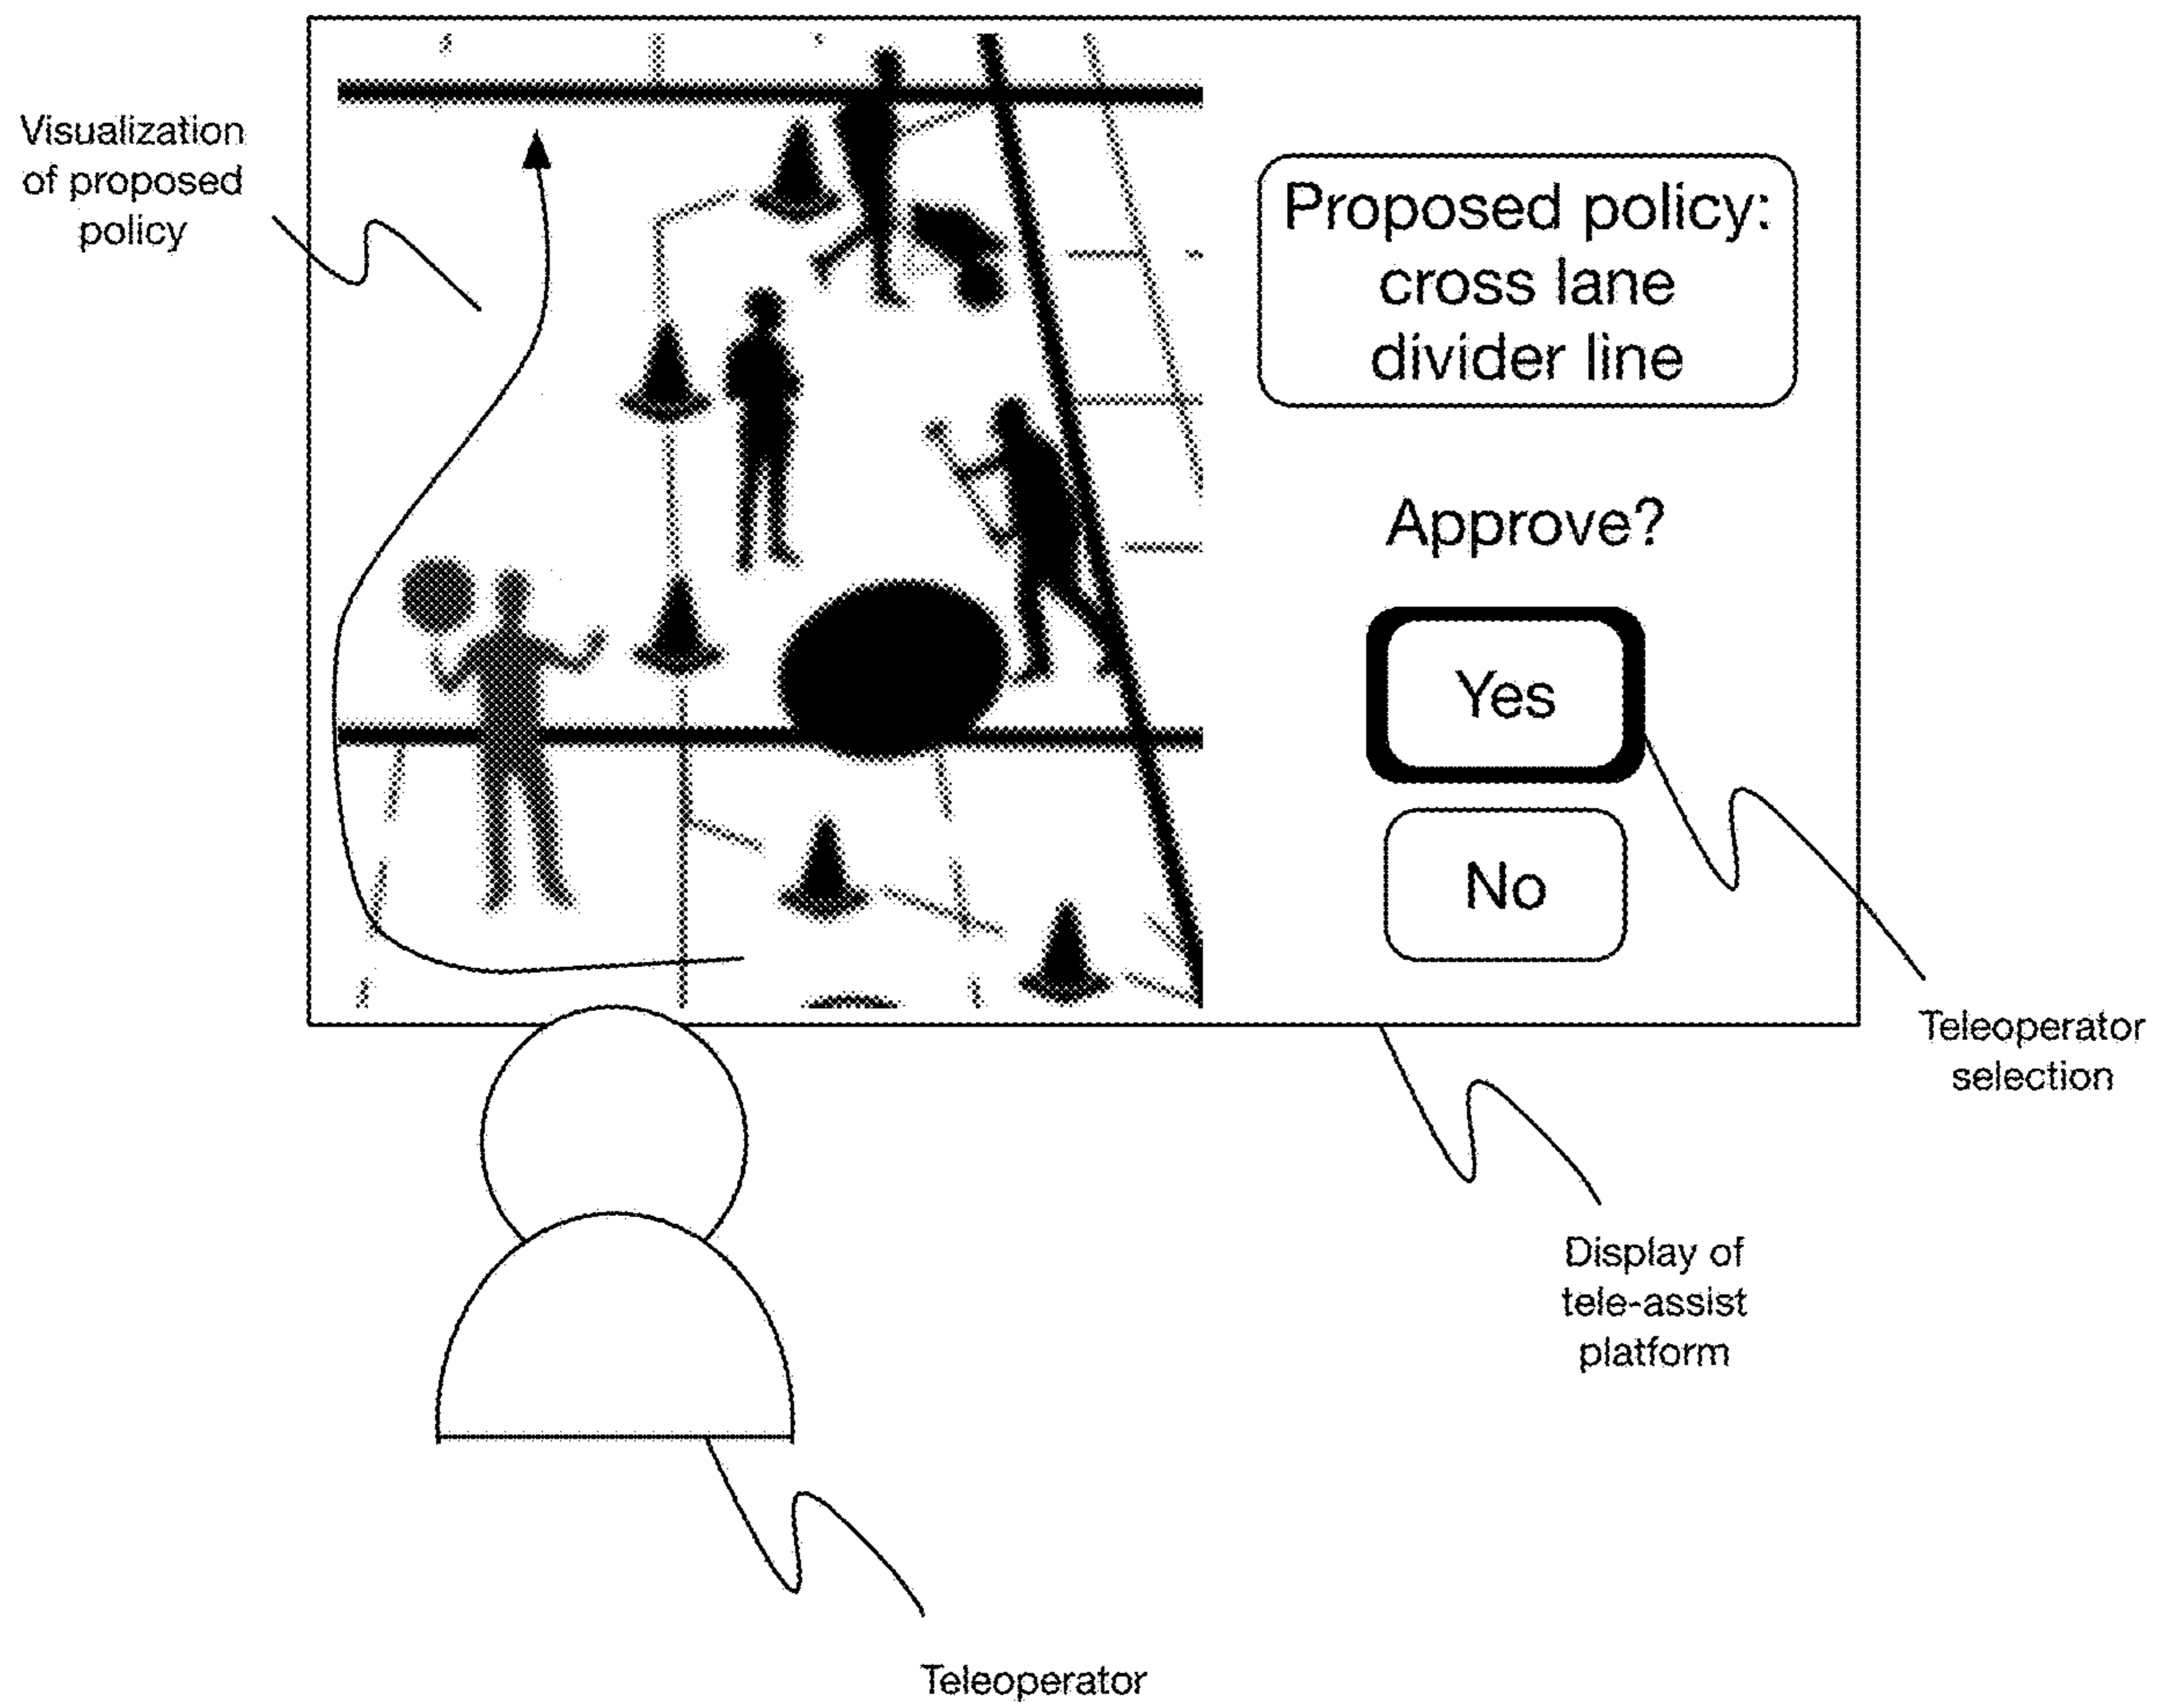 Visualization
of proposed
policy
Proposed policy:
cross lane
divider line
Approve?
Yes
No
Teleoperator
selection
Display of
tele-assist
platform
Teleoperator